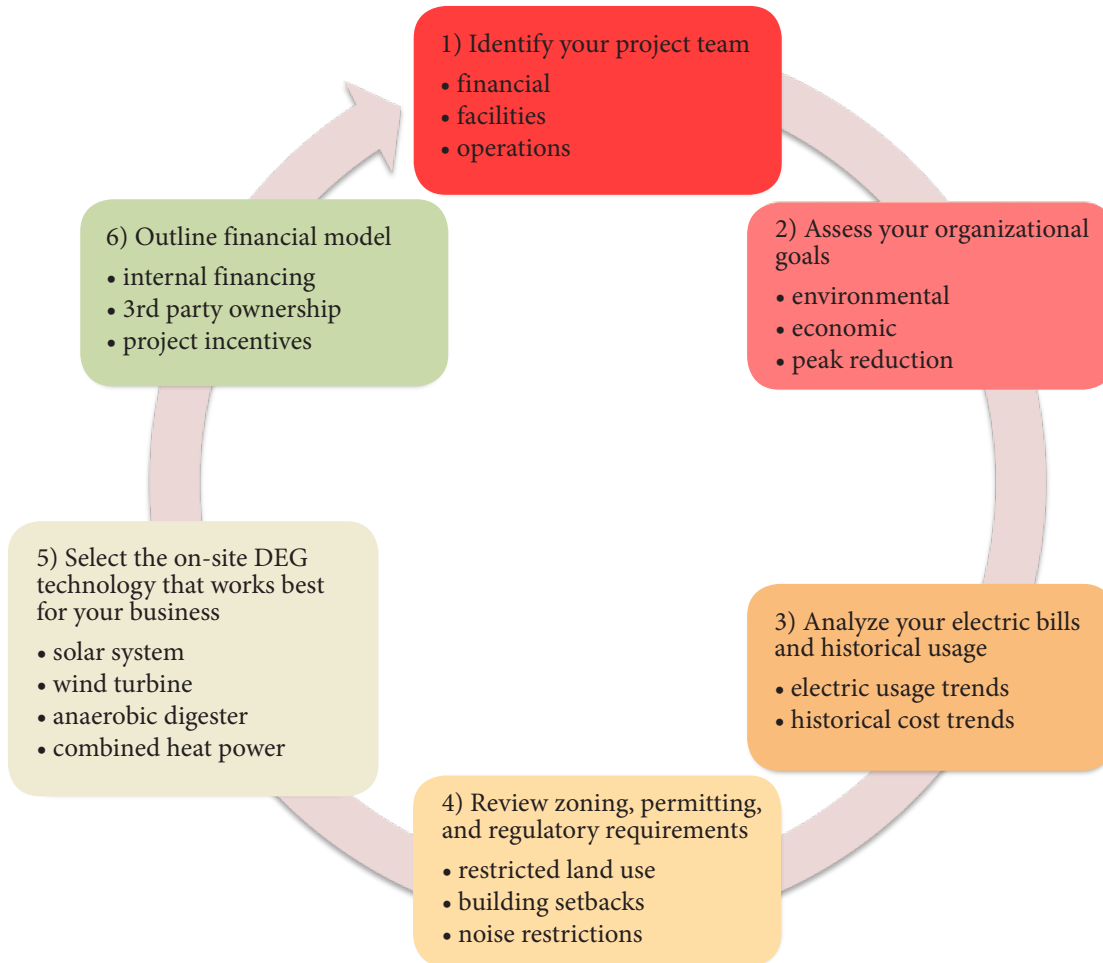 1) Identify your project team
• financial
• facilities
• operations
2) Assess your organizational
goals
• environmental
• economic
• peak reduction
3) Analyze your electric bills
and historical usage
• electric usage trends
• historical cost trends
4) Review zoning, permitting,
and regulatory requirements
• restricted land use
• building setbacks
• noise restrictions
5) Select the on-site DEG
technology that works best
for your business
• solar system
• wind turbine
• anaerobic digester
• combined heat power
6) Outline financial model
• internal financing
• 3rd party ownership
• project incentives